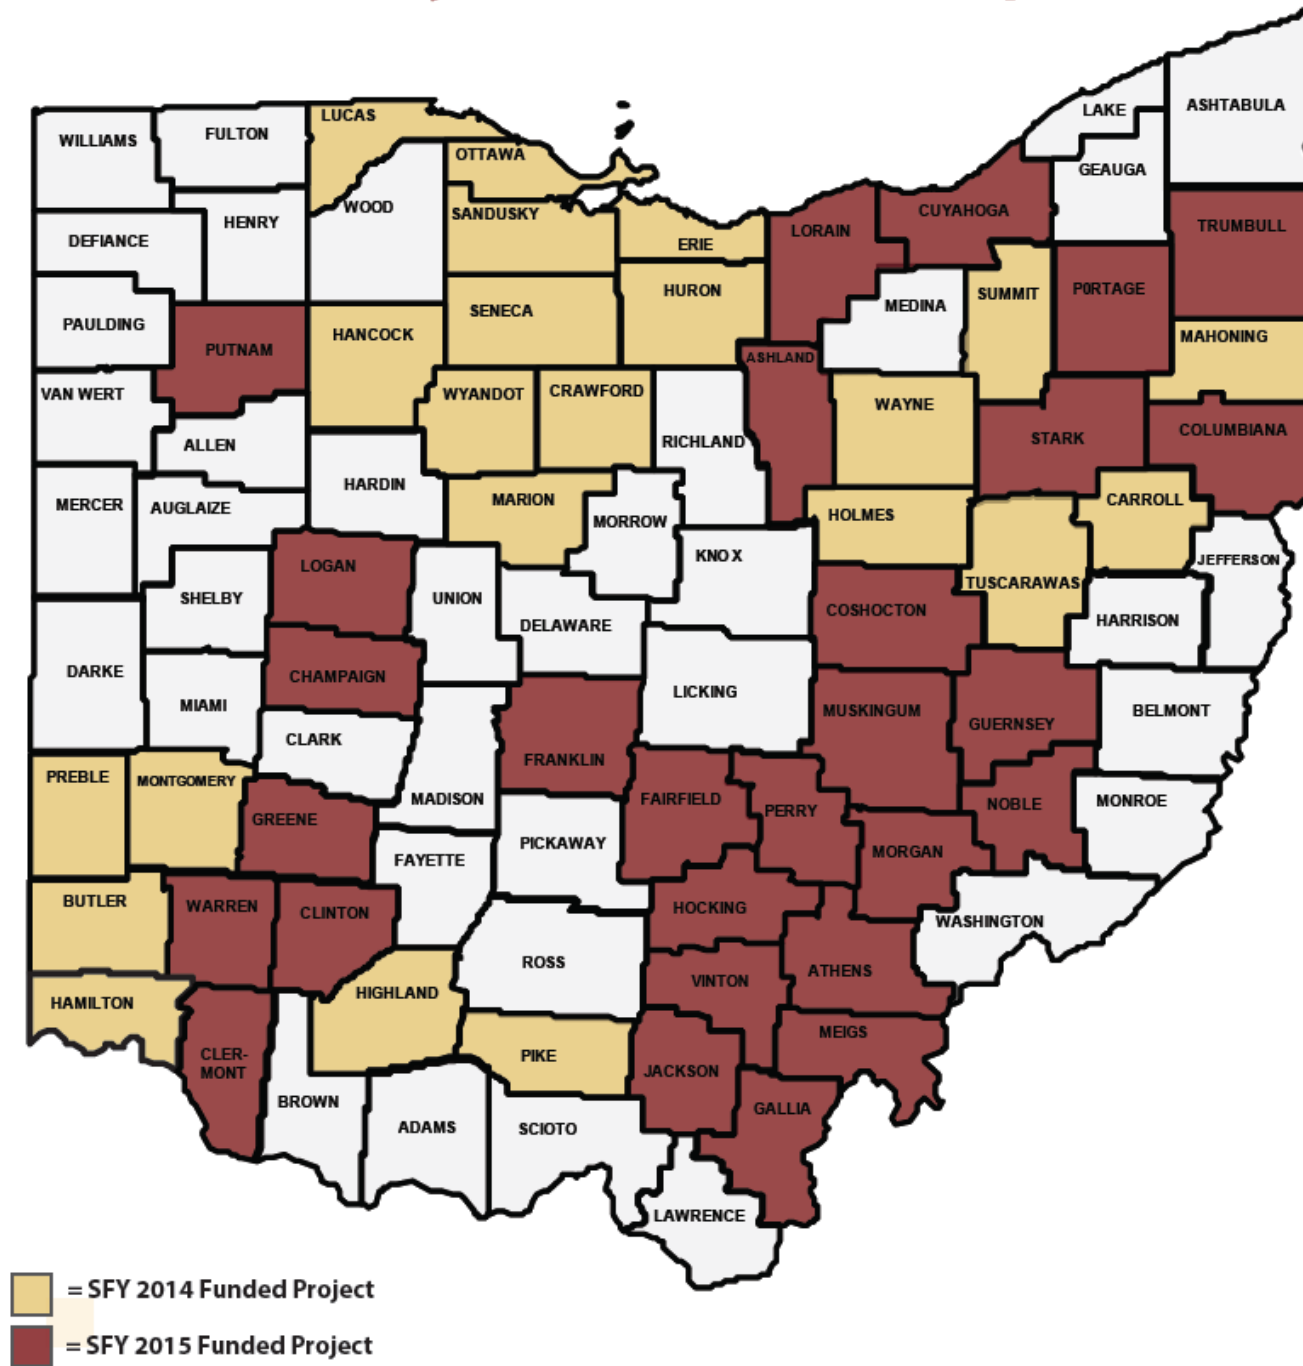 LAKE
ASHTABULA
LUCAS
WILLIAMS
FULTON
OTTAWA
GEAUGA
WOOD
SANDUSKY
CUYAHOGA
HENRY
LORAIN
TRUMBULL
DEFIANCE
ERIE
HURON
PORTAGE
SUMMIT
MEDINA
SENECA
PAULDING
HANCOCK
MAHONING
PUTNAM
ASHLAND
VAN WERT
WYANDOT
CRAWFORD
WAYNE
COLUMBIANA
STARK
RICHLAND
ALLEN
HARDIN
MERCER
AUGLAIZE
MARION
CARROLL
HOLMES
MORROW
KNOX
JEFFERSON
LOGAN
TUSCARAWAS
SHELBY
UNION
COSHOCTON
DELAWARE
HARRISON
DARKE
CHAMPAIGN
LICKING
MIAMI
MUSKINGUM
BELMONT
GUERNSEY
CLARK
FRANKLIN
PREBLE
MONTGOMERY
MADISON
FAIRFIELD
PERRY
NOBLE
MONROE
GREENE
PICKAWAY
FAYETTE
MORGAN
BUTLER
WARREN
CLINTON
HOCKING
WASHINGTON
ROSS
ATHENS
VINTON
HIGHLAND
HAMILTON
MEIGS
PIKE
CLER-
MONT
JACKSON
BROWN
GALLIA
ADAMS
SCIOTO
LAWRENCE
= SFY 2014 Funded Project
= SFY 2015 Funded Project